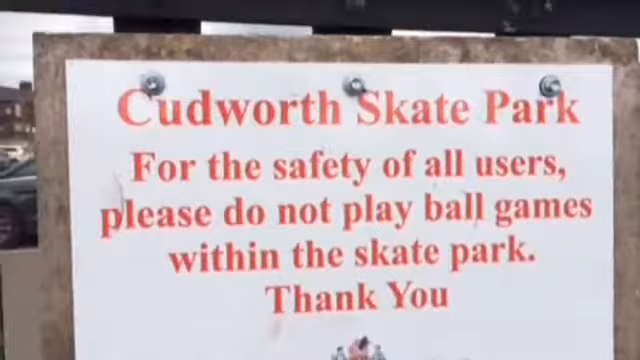 Cudworth Skate Park
For the safety of all users,
please do not play ball games
within the skate park.
Thank You